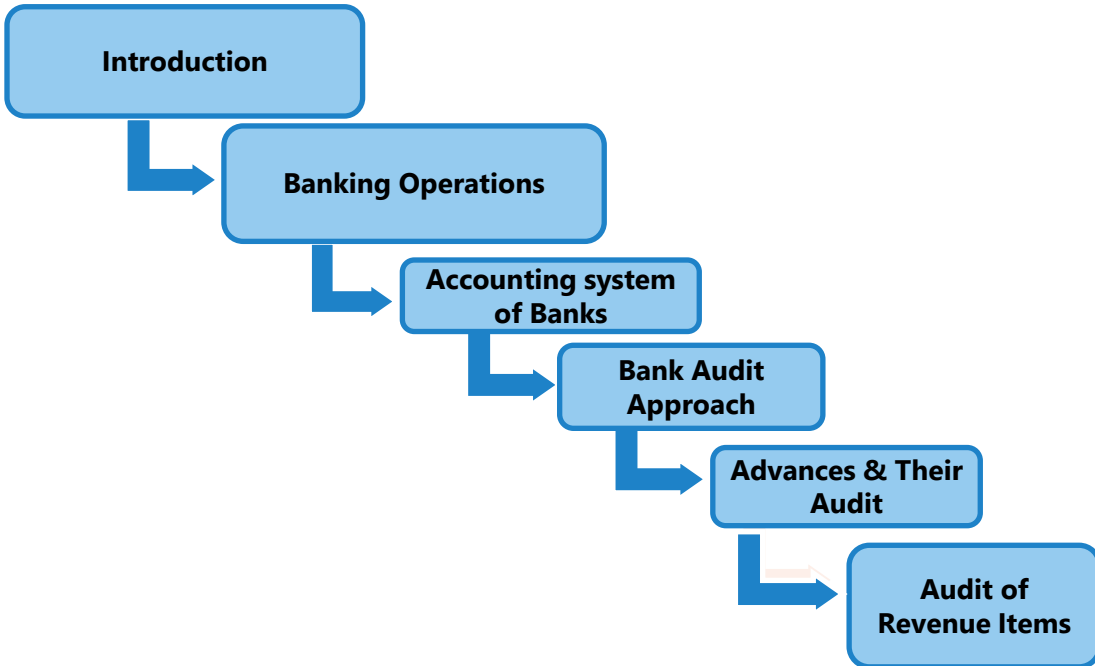 Introduction
Banking Operations
Accounting system
of Banks
Bank Audit
Approach
Advances & Their
Audit
Audit of
Revenue Items